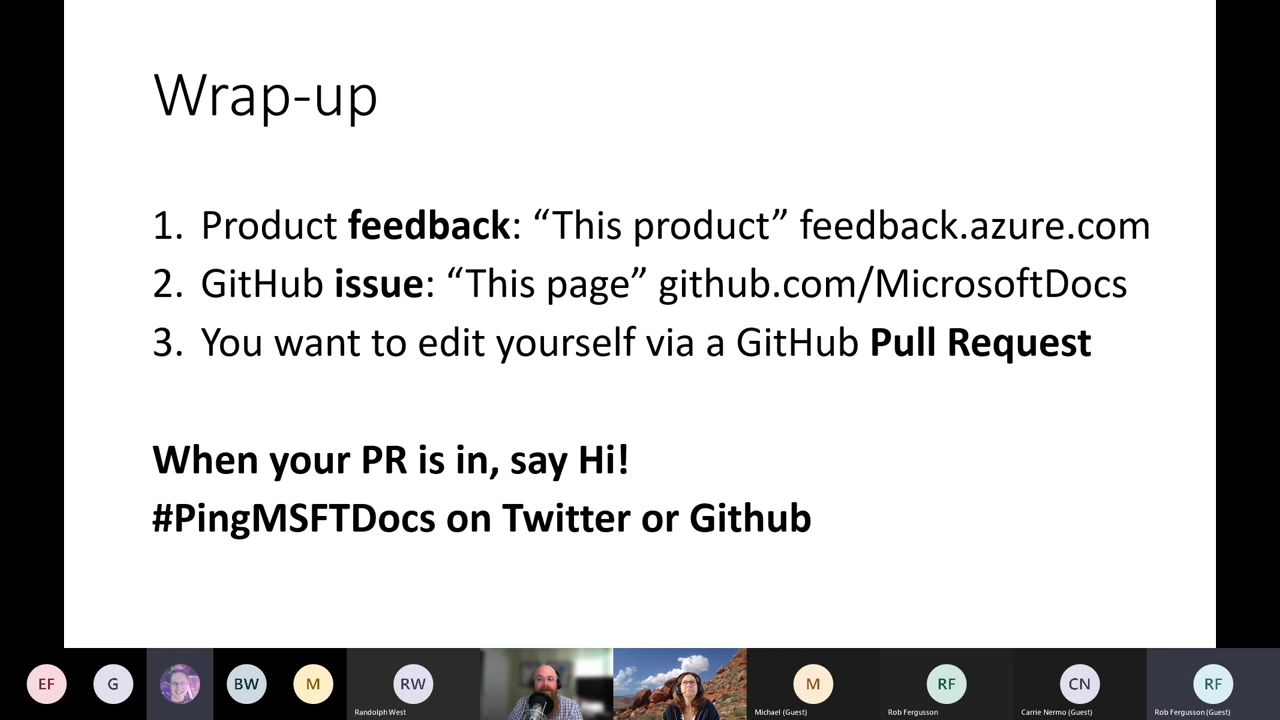 Wrap-up
1. Product feedback: “This product” feedback.azure.com
2. GitHub issue: “This page” github.com/MicrosoftDocs
3. You want to edit yourself via a GitHub Pull Request
When your PR is in, say Hi!
#PingMSFTDocs on Twitter or Github
EF
G
BW
M
RW
Randolph West
M
Michael (Guest)
RF
Rob Fergusson
CN
Carrie Nermo (Guest)
RF
Rob Fergusson (Guest)